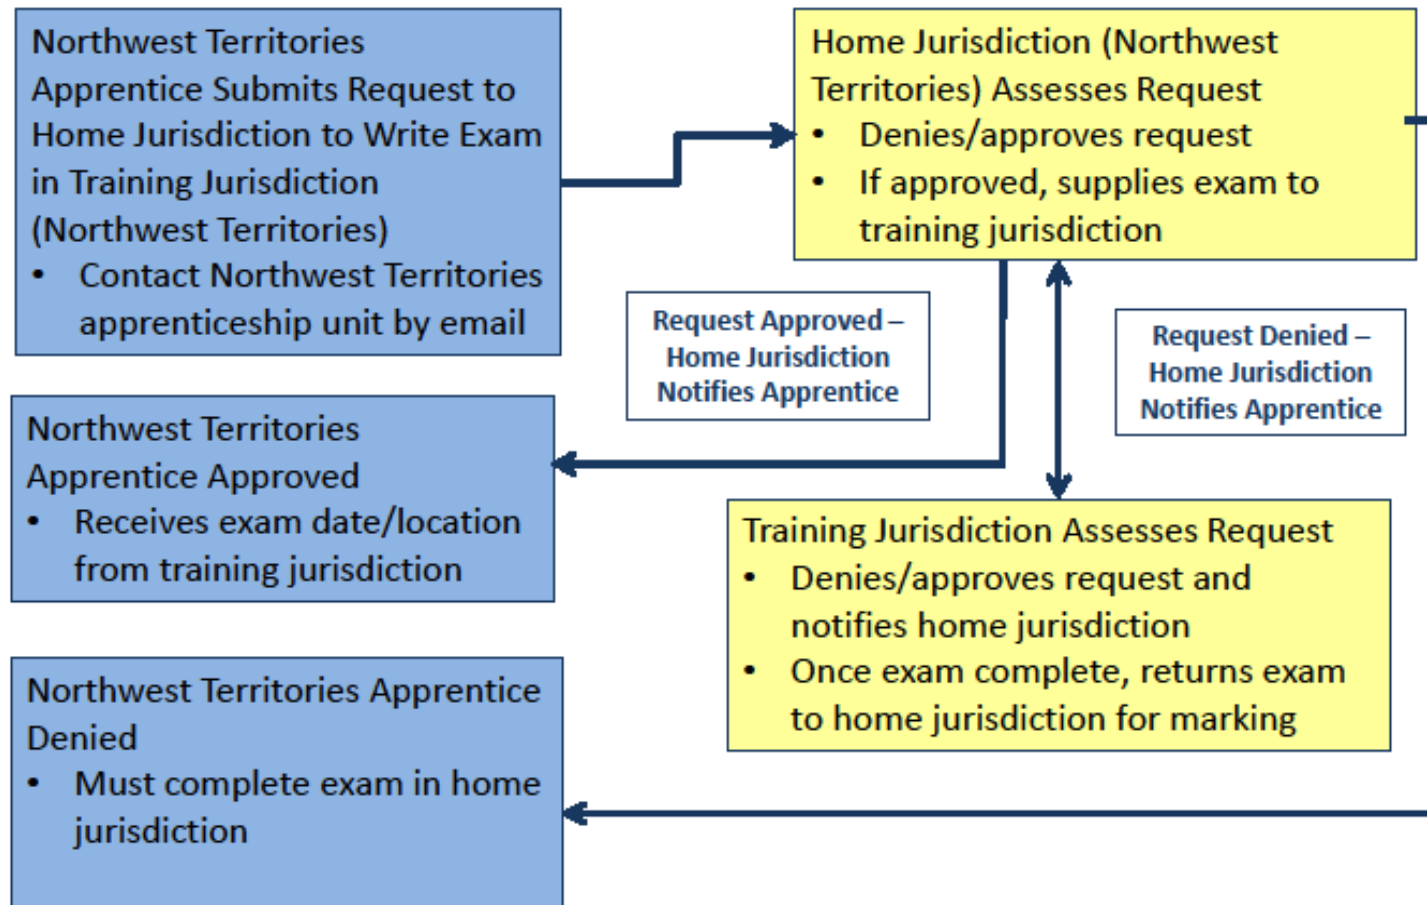 Northwest Territories
Apprentice Submits Request to
Home Jurisdiction to Write Exam
in Training Jurisdiction
(Northwest Territories)
• Contact Northwest Territories
apprenticeship unit by email
Home Jurisdiction (Northwest
Territories) Assesses Request
• Denies/approves request
• If approved, supplies exam to
training jurisdiction
Request Approved –
Home Jurisdiction
Notifies Apprentice
Request Denied –
Home Jurisdiction
Notifies Apprentice
Northwest Territories
Apprentice Approved
• Receives exam date/location
from training jurisdiction
Training Jurisdiction Assesses Request
• Denies/approves request and
notifies home jurisdiction
• Once exam complete, returns exam
to home jurisdiction for marking
Northwest Territories Apprentice
Denied
• Must complete exam in home
jurisdiction